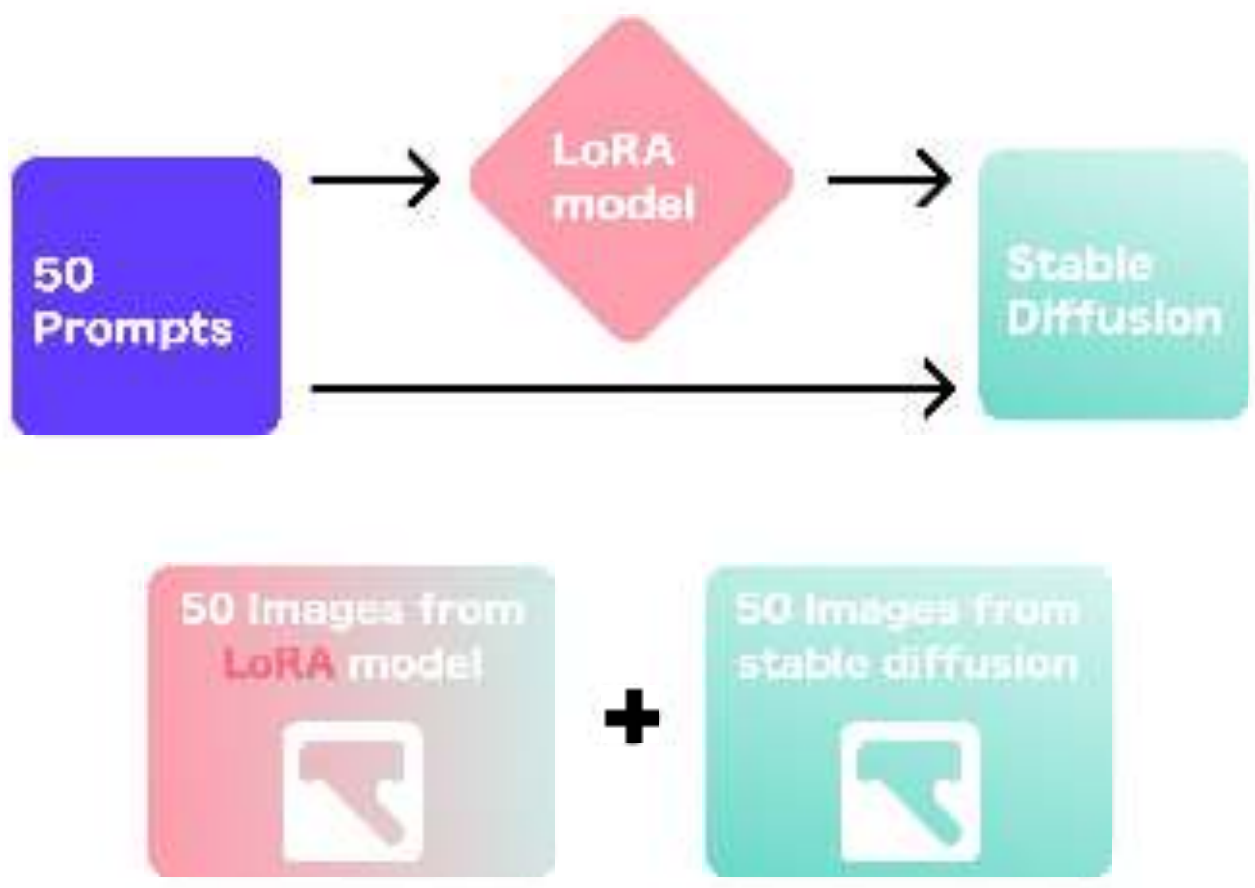 LoRA
model
50
Prompts
Stable
Diffusion
50 Images from
LoRA model
+
50 Images from
stable diffusion